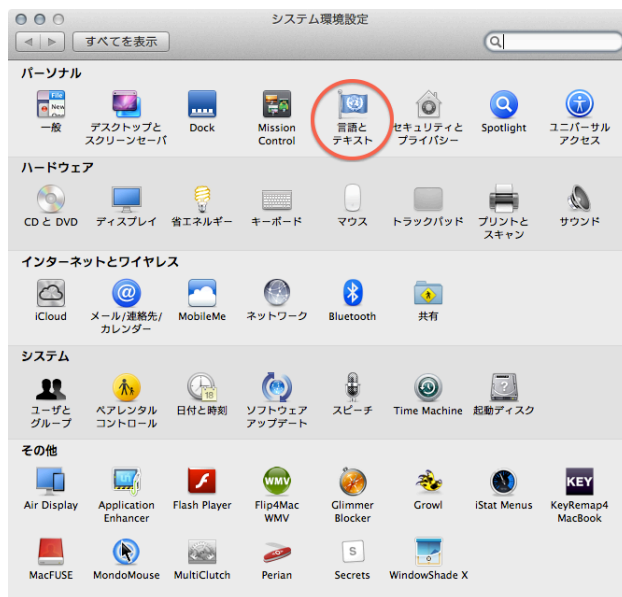 システム環境設定
すべてを表示
パーソナル
一般
デスクトップと
スクリーンセーバ
Dock
Mission
Control
言語と
テキスト
セキュリティと
プライバシー
Spotlight
ユニバーサル
アクセス
ハードウェア
CD と DVD
ディスプレイ
省エネルギー
キーボード
マウス
トラックパッド
プリントと
スキャン
サウンド
インターネットとワイヤレス
iCloud
メール/連絡先/
カレンダー
MobileMe
ネットワーク
Bluetooth
共有
システム
ユーザと
グループ
ペアレンタル
コントロール
18
日付と時刻
ソフトウェア
アップデート
スピーチ
Time Machine
起動ディスク
その他
Air Display
Application
Enhancer
Flash Player
WMV
Flip4Mac
WMV
Glimmer
Blocker
Growl
iStat Menus
KEY
KeyRemap4
MacBook
MacFUSE
MondoMouse
MultiClutch
Perian
S
Secrets
WindowShade X